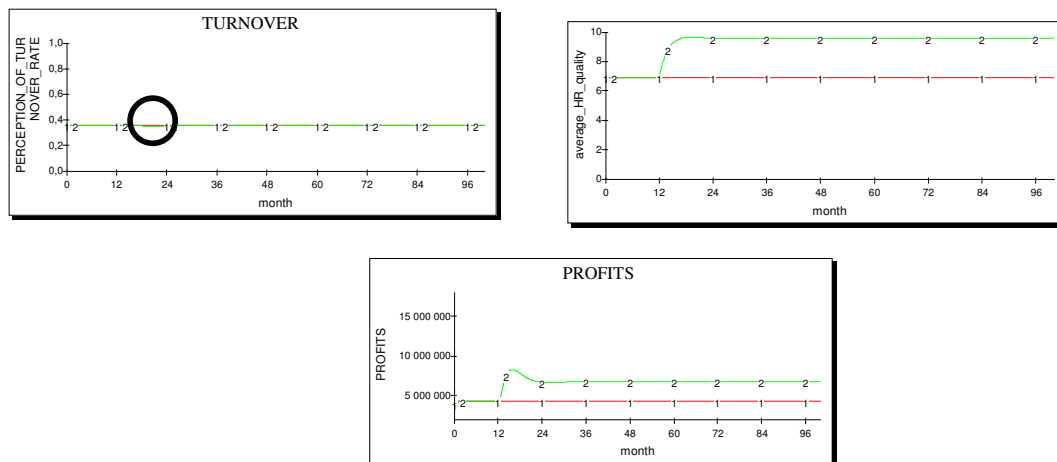 TURNOVER
PERCEPTION_OF_TUR
NOVER_RATE
1,0
0,8
0,6
0,4
0,2
0,0
1 2 1 2 1 2 1 2 1 2 1 2 1 2 1 2 1 2
0 12 24 36 48 60 72 84 96
month
average_HR_quality
10
8
6
4
2
0
2 2 2 2 2 2 2 2
1 2 1 1 1 1 1 1 1 1
0 12 24 36 48 60 72 84 96
month
PROFITS
PROFITS
15 000 000
10 000 000
5 000 000
2 2 2 2 2 2 2 2
1 2 1 1 1 1 1 1 1 1
0 12 24 36 48 60 72 84 96
month